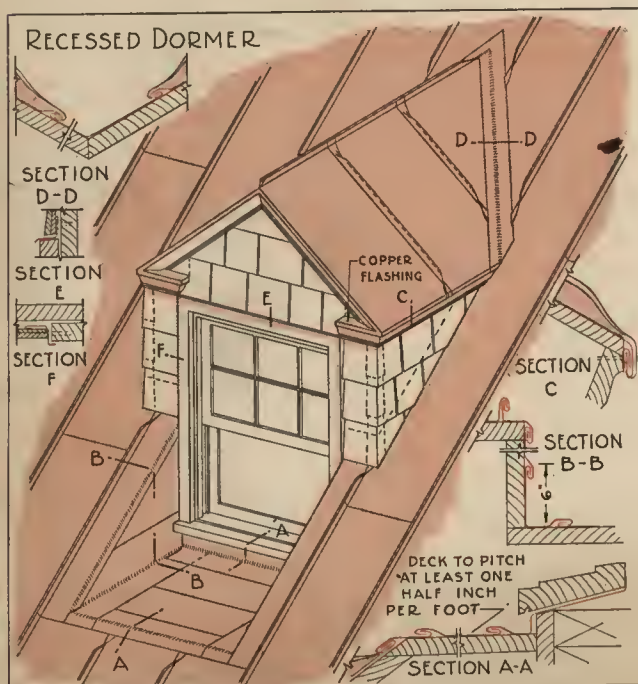 RECESSED DORMER
SECTION
D-D
SECTION
E
SECTION
F
D
D
COPPER
FLASHING
C
E
F
SECTION
C
B
SECTION
B-B
6"
A
B
DECK TO PITCH
AT LEAST ONE
HALF INCH
PER FOOT
A
SECTION A-A